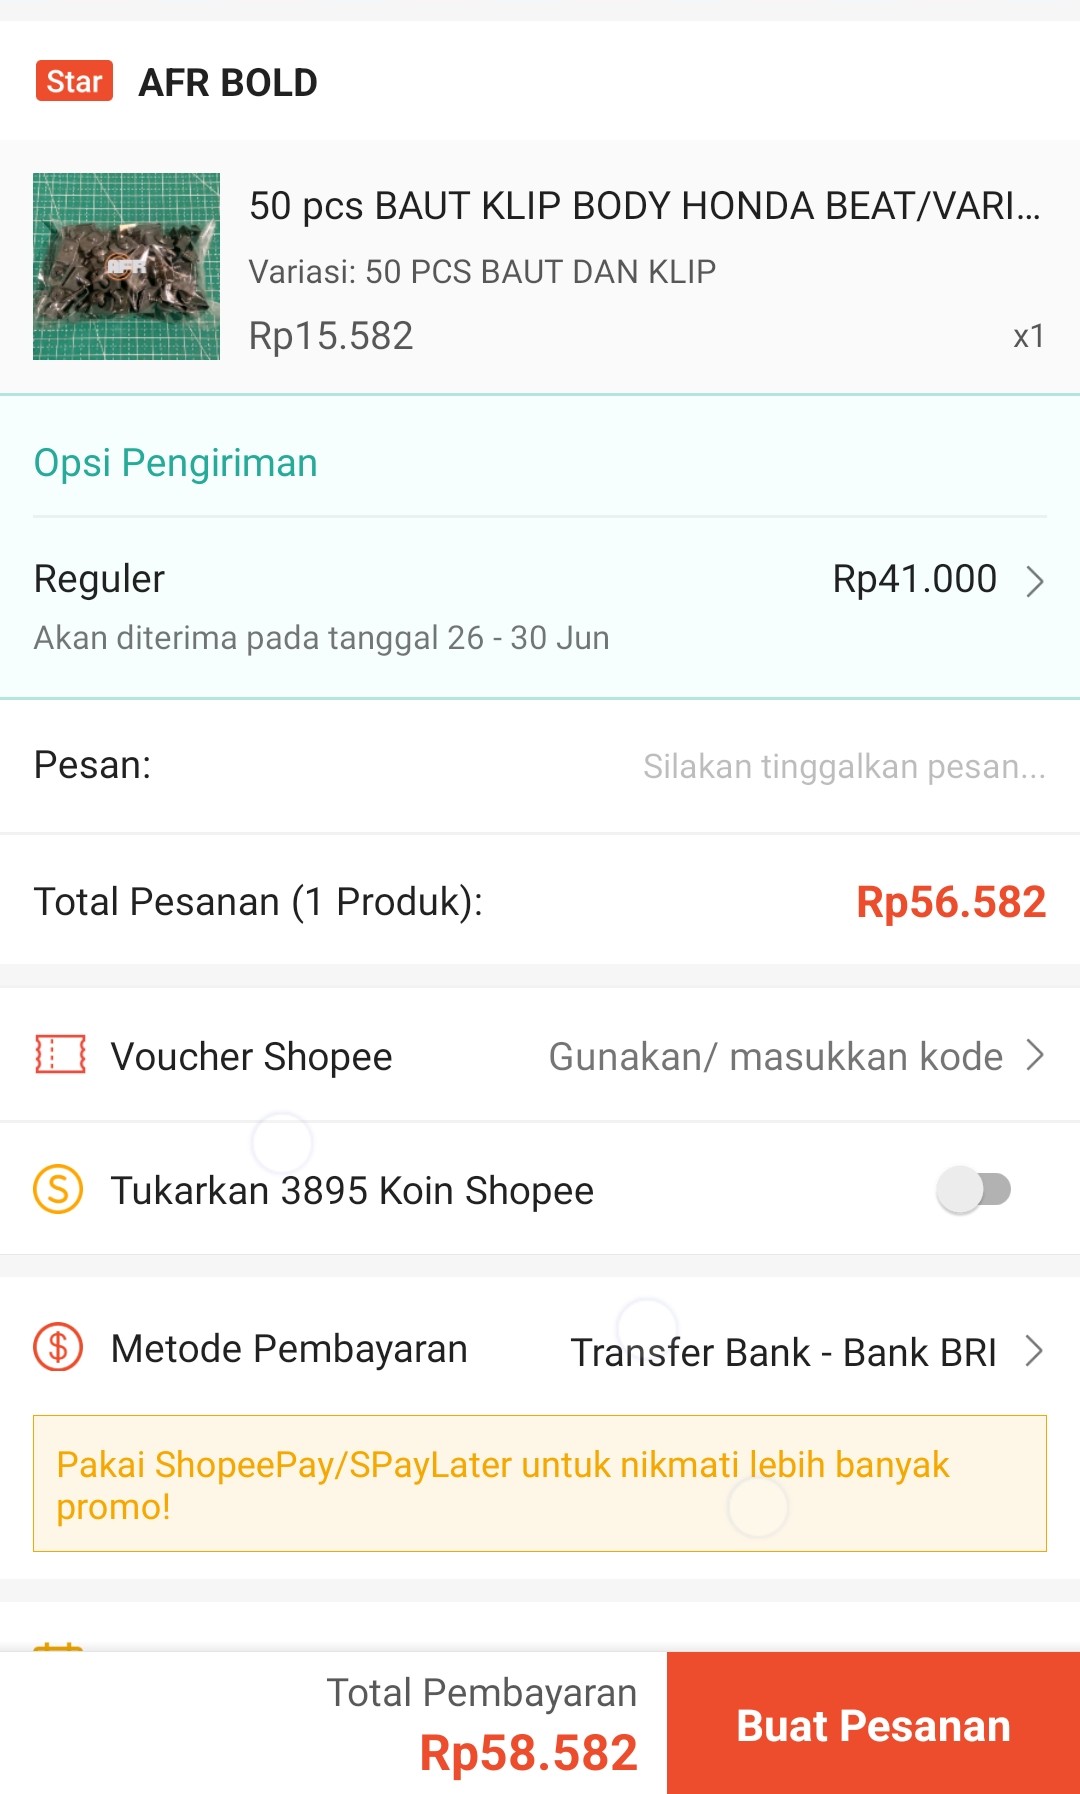 Star AFR BOLD
50 pcs BAUT KLIP BODY HONDA BEAT/VARI...
Variasi: 50 PCS BAUT DAN KLIP
Rp15.582 x1
AFR
Opsi Pengiriman
Reguler Rp41.000
Akan diterima pada tanggal 26 - 30 Jun
Pesan: Silakan tinggalkan pesan...
Total Pesanan (1 Produk): Rp56.582
Voucher Shopee Gunakan/ masukkan kode
S Tukarkan 3895 Koin Shopee
$ Metode Pembayaran Transfer Bank - Bank BRI
Pakai ShopeePay/SPayLater untuk nikmati lebih banyak
promo!
Total Pembayaran
Rp58.582
Buat Pesanan